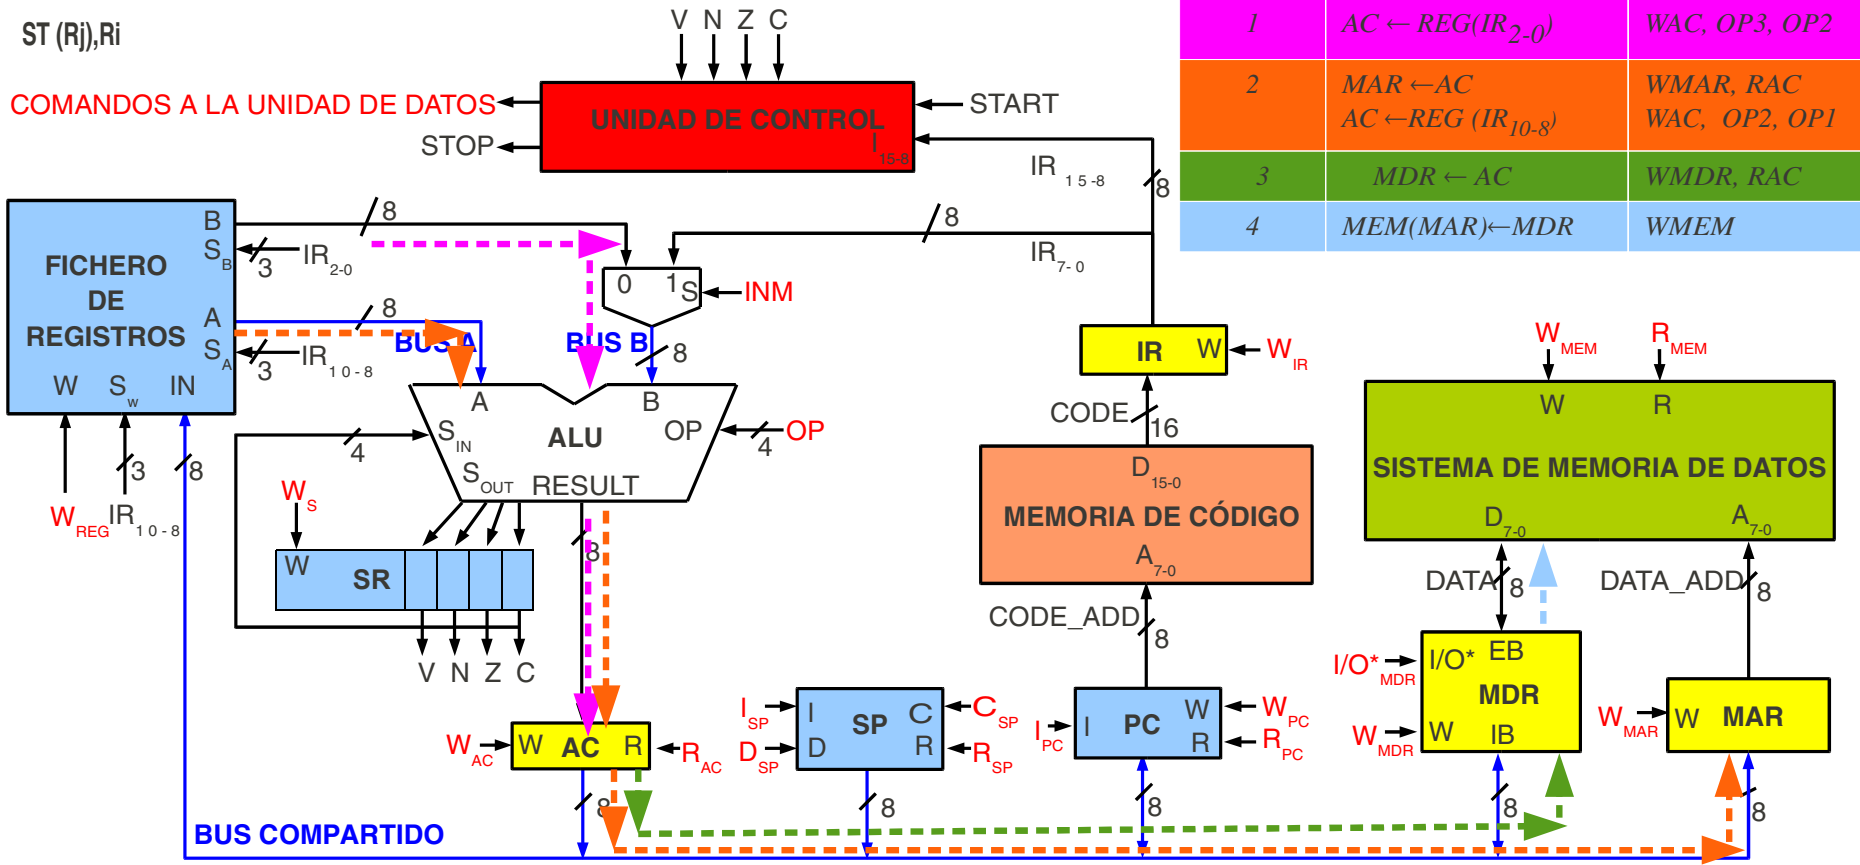 ST (Rj),Ri
V N Z C
1 AC ← REG(IR2-0) WAC, OP3, OP2
2 MAR ←AC WMAR, RAC
AC ←REG (IR10-8) WAC, OP2, OP1
3 MDR ← AC WMDR, RAC
4 MEM(MAR)←MDR WMEM
COMANDOS A LA UNIDAD DE DATOS
UNIDAD DE CONTROL
START
STOP
I15-8
IR 15-8
8
B
SB
3
IR2-0
8
8
IR7-0
FICHERO
DE
REGISTROS
A
SA
3
IR10-8
8
0 1 S
INM
BUS A
BUS B
8
W Sw IN
IR W
WIR
WMEM
RMEM
W R
A B
SIN
ALU
OP
4
OP
4
SOUT
RESULT
CODE
16
D15-0
MEMORIA DE CÓDIGO
A7-0
SISTEMA DE MEMORIA DE DATOS
D7-0
A7-0
3
8
WREG
IR10-8
WS
W
SR
8
V N Z C
CODE_ADD
8
DATA
8
DATA_ADD
8
I/O*MDR
I/O* EB
MDR
WMDR
W IB
WMAR
W MAR
WAC
W AC R
RAC
ISP
I SP C
CSP
DSP
D R
RSP
IPC
I PC W
WPC
R
RPC
8
8
8
8
8
BUS COMPARTIDO